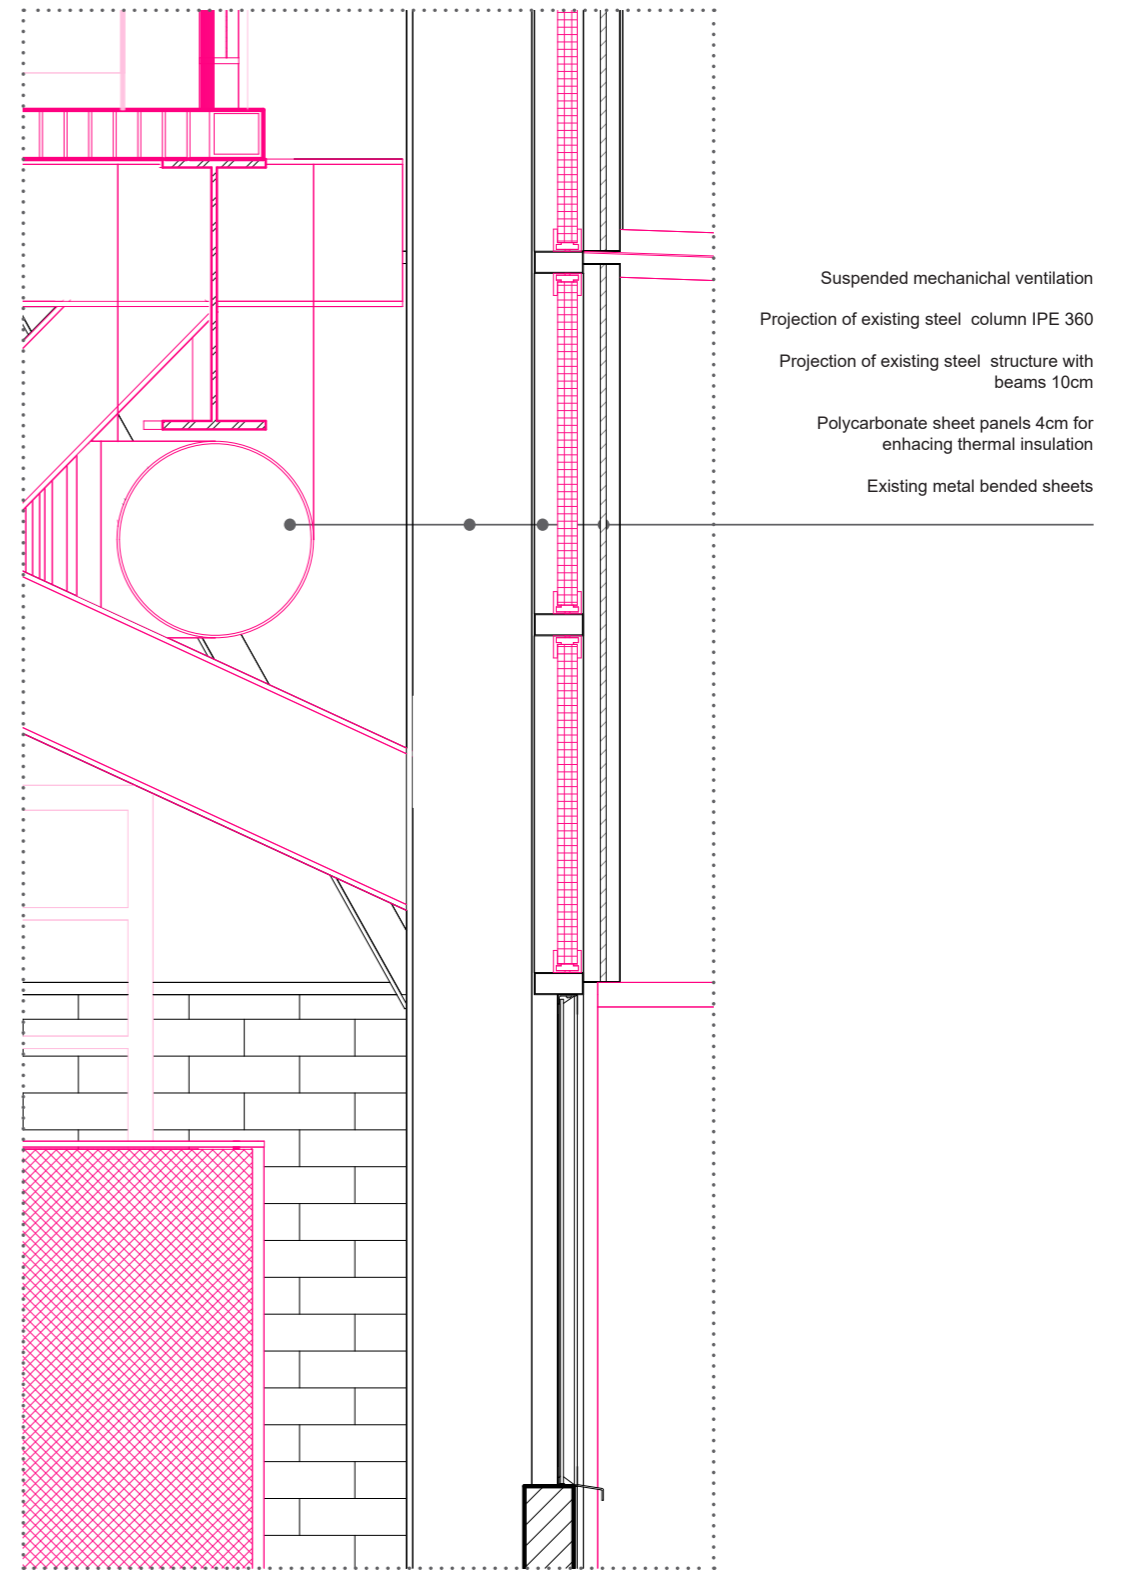 Suspended mechanichal ventilation
Projection of existing steel  column IPE 360
Projection of existing steel  structure with
beams 10cm
Polycarbonate sheet panels 4cm for
enhacing thermal insulation
Existing metal bended sheets